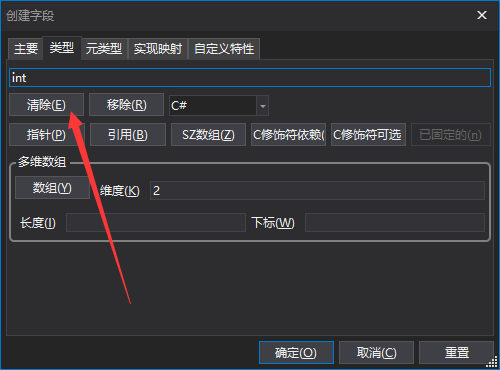 创建字段
主要 类型 元类型 实现映射 自定义特性
int
清除(E) 移除(R) C#
指针(P) 引用(B) SZ数组(Z) C修饰符依赖( C修饰符可选 已固定的(n)
多维数组
数组(Y) 维度(K) 2
长度(I) 下标(W)
确定(O) 取消(C) 重置